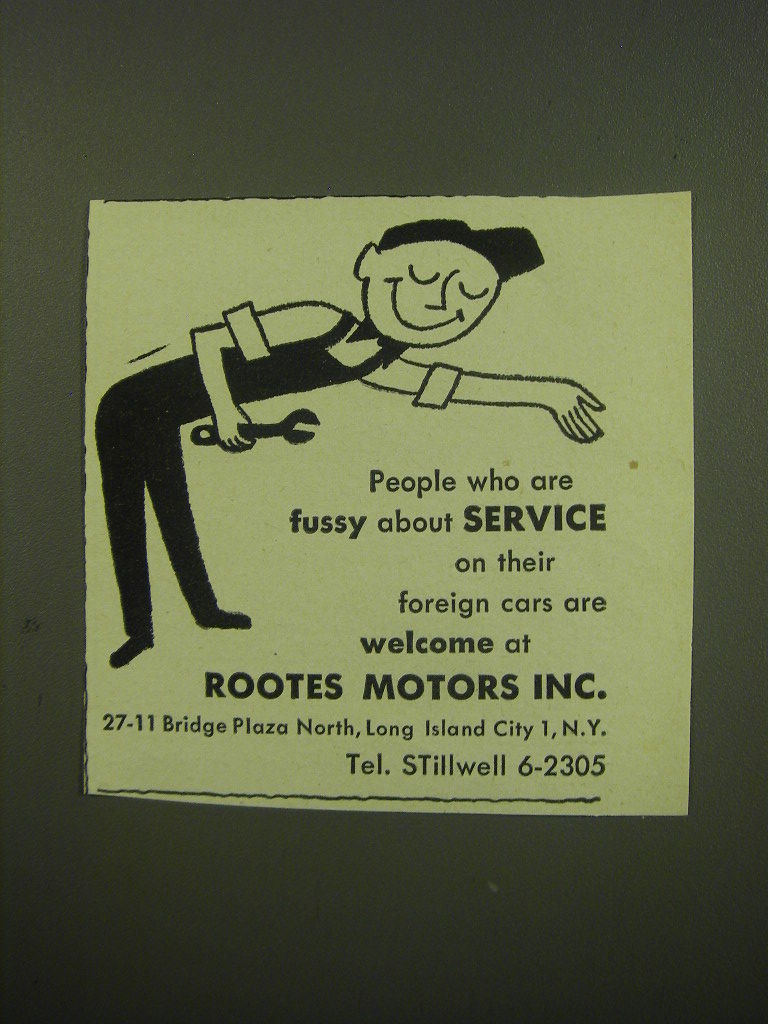 People who are
fussy about SERVICE
on their
foreign cars are
welcome at
ROOTES MOTORS INC.
27-11 Bridge Plaza North, Long Island City 1, N.Y.
Tel. STillwell 6-2305